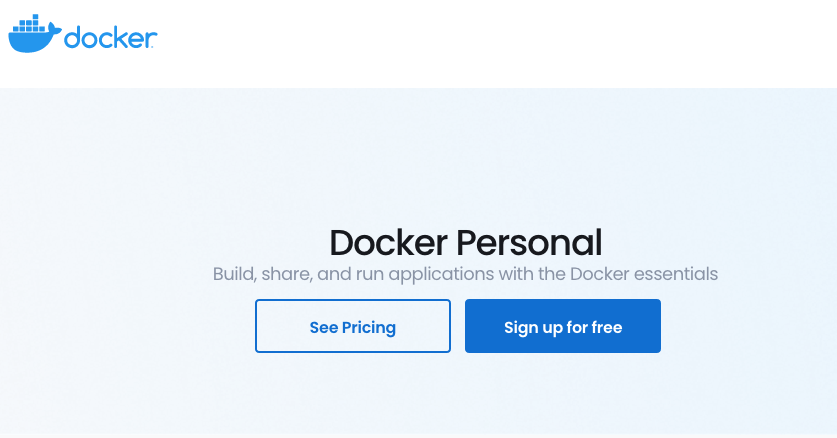 docker
Docker Personal
Build, share, and run applications with the Docker essentials
See Pricing
Sign up for free